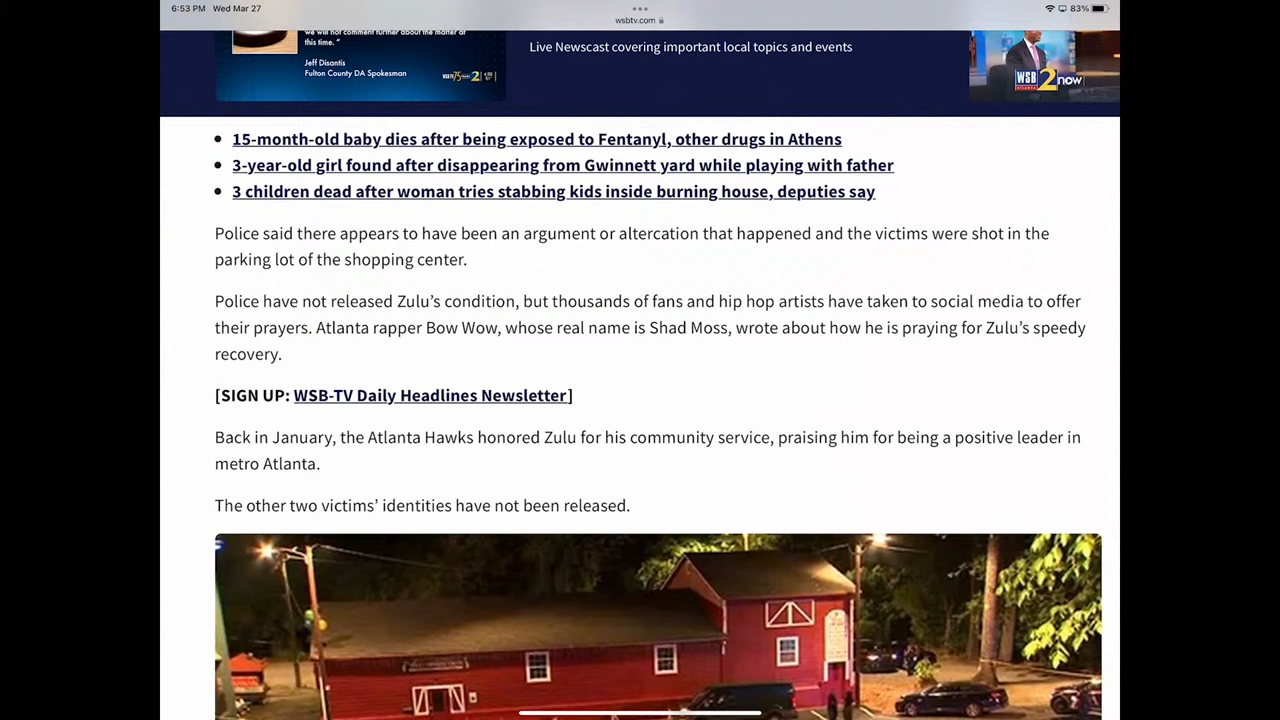 6:53 PM Wed Mar 27
83%
wsbtv.com
we will not comment further about the matter at
this time. "
Jeff Disantis
Fulton County DA Spokesman
WSB-TV 75 YEARS 2
Live Newscast covering important local topics and events
WSB 2 now
ATLANTA
15-month-old baby dies after being exposed to Fentanyl, other drugs in Athens
3-year-old girl found after disappearing from Gwinnett yard while playing with father
3 children dead after woman tries stabbing kids inside burning house, deputies say
Police said there appears to have been an argument or altercation that happened and the victims were shot in the
parking lot of the shopping center.
Police have not released Zulu’s condition, but thousands of fans and hip hop artists have taken to social media to offer
their prayers. Atlanta rapper Bow Wow, whose real name is Shad Moss, wrote about how he is praying for Zulu’s speedy
recovery.
[SIGN UP: WSB-TV Daily Headlines Newsletter]
Back in January, the Atlanta Hawks honored Zulu for his community service, praising him for being a positive leader in
metro Atlanta.
The other two victims’ identities have not been released.